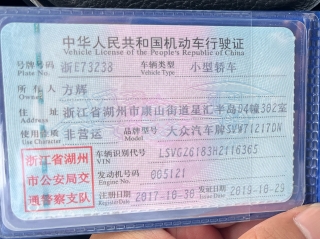 中华人民共和国机动车行驶证
Vehicle License of the People's Republic of China
号牌号码 浙E73Z38 车辆类型 小型轿车
Plate No. Vehicle Type
所有人 方辉
Owner
住址 浙江省湖州市康山街道星汇半岛94幢302室
Address
使用性质 非营运 品牌型号 大众汽车牌SVW71217DN
Use Character Model
浙江省湖州
市公安局交
通警察支队
车辆识别代号 LSVG26183H2116365
VIN
发动机号码 065121
Engine No.
注册日期 2017-10-30 发证日期 2019-10-29
Register Date Issue Date